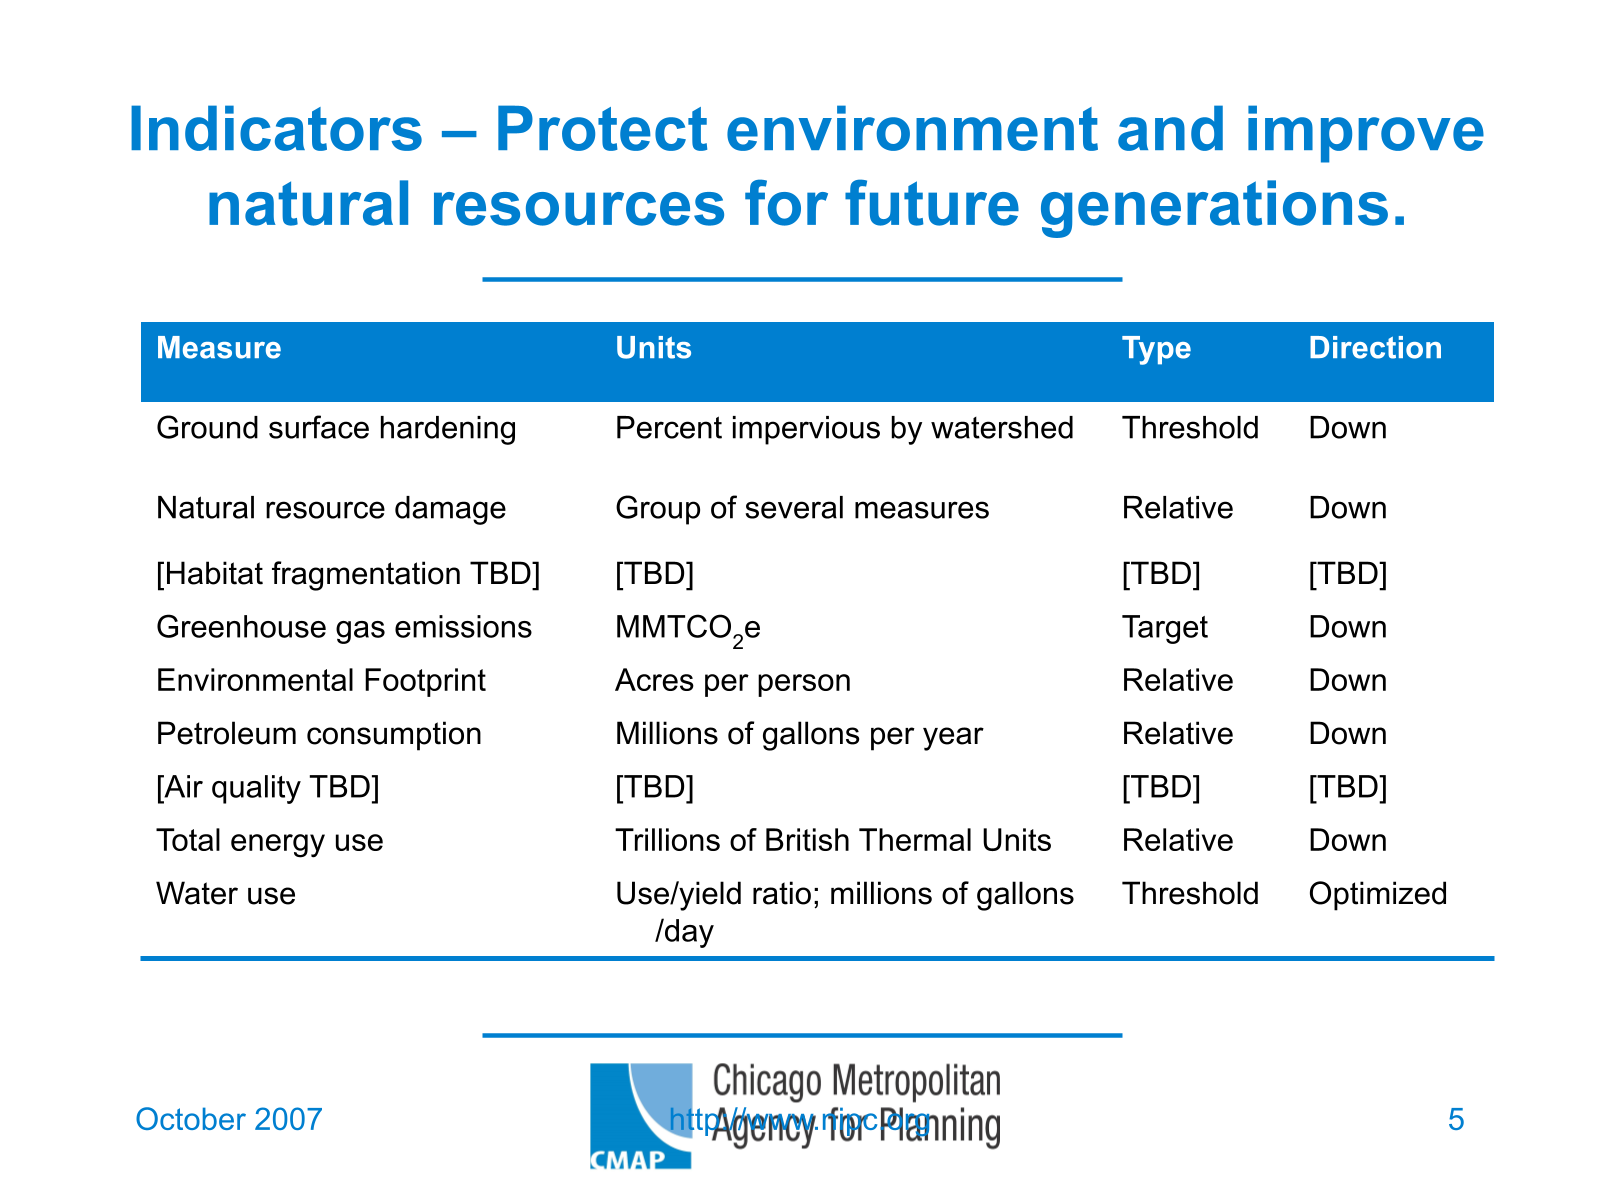 Indicators – Protect environment and improve
natural resources for future generations.
Measure Units Type Direction
Ground surface hardening Percent impervious by watershed Threshold Down
Natural resource damage Group of several measures Relative Down
[Habitat fragmentation TBD] [TBD] [TBD] [TBD]
Greenhouse gas emissions MMTCO₂e Target Down
Environmental Footprint Acres per person Relative Down
Petroleum consumption Millions of gallons per year Relative Down
[Air quality TBD] [TBD] [TBD] [TBD]
Total energy use Trillions of British Thermal Units Relative Down
Water use Use/yield ratio; millions of gallons Threshold Optimized
/day
Chicago Metropolitan
Agency for Planning
CMAP
October 2007 http://www.nipc.org 5